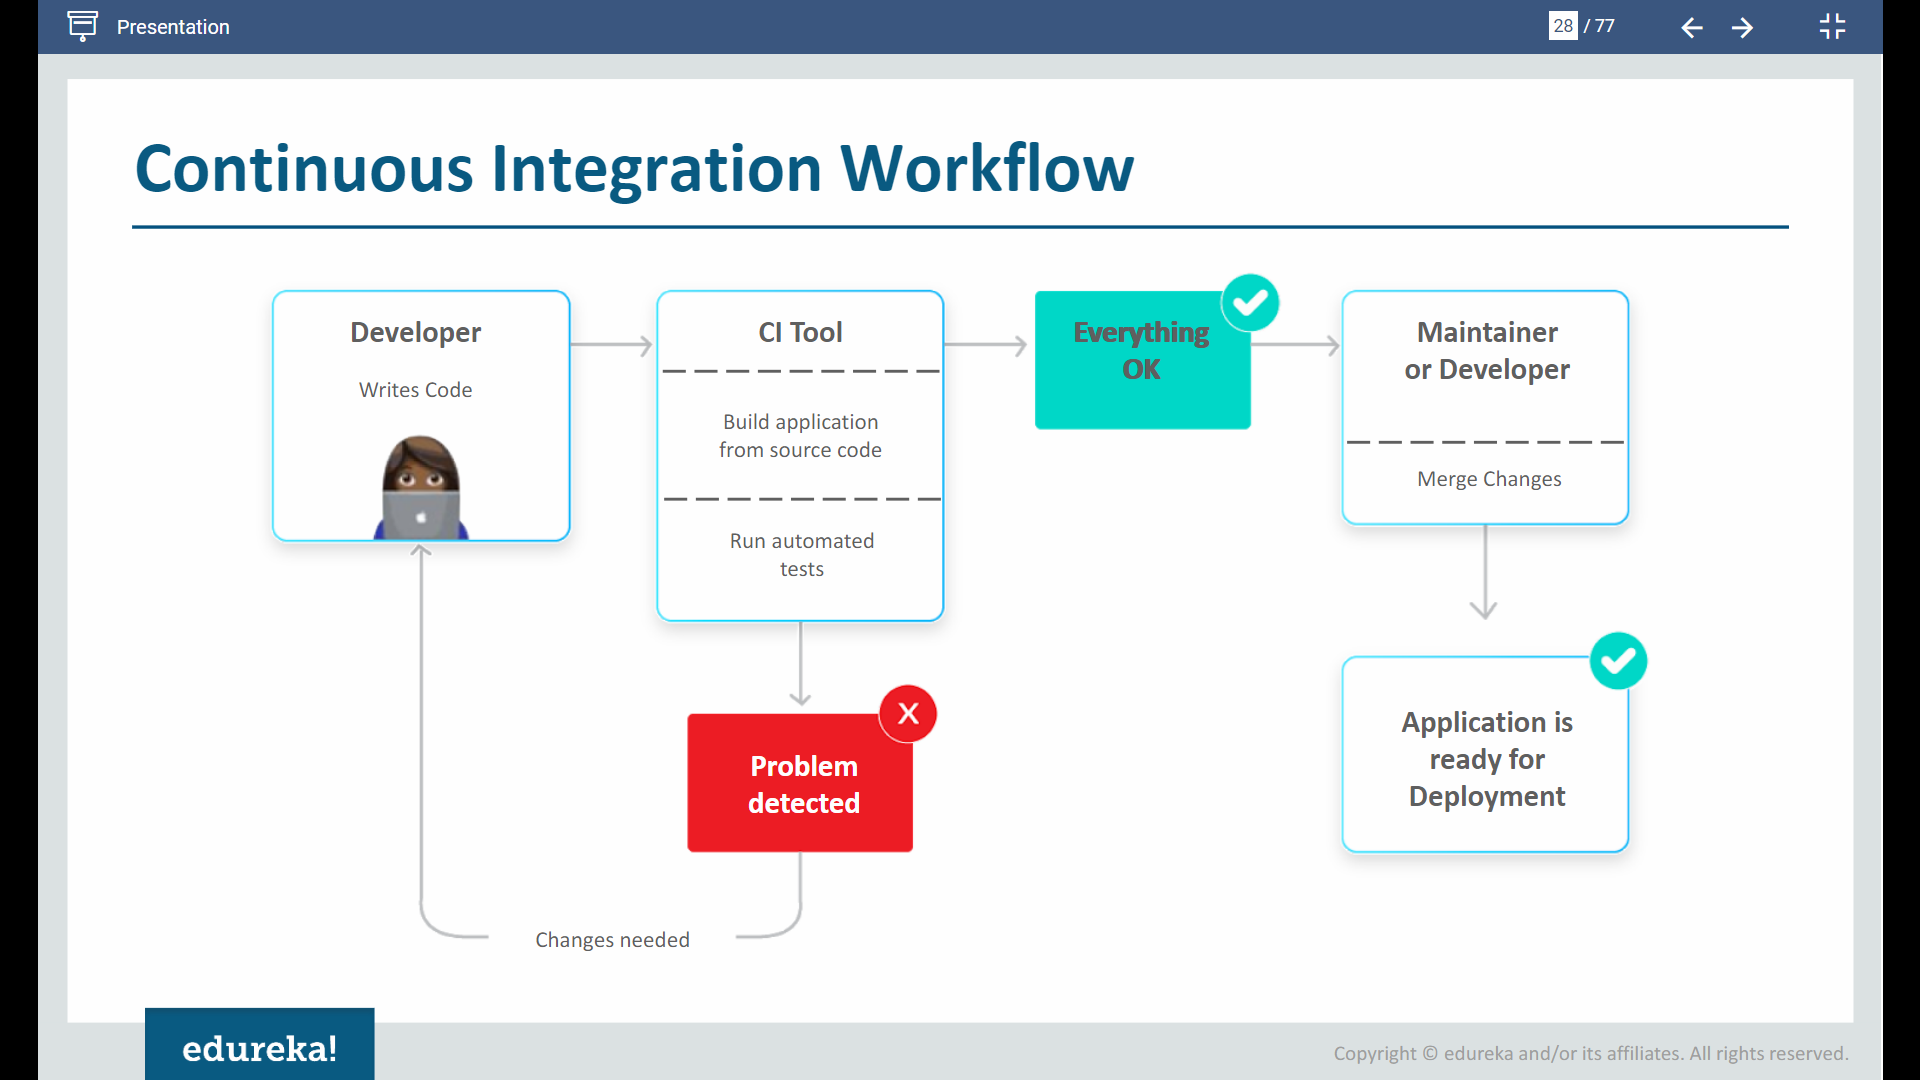 Presentation
28 / 77
Continuous Integration Workflow
Developer
Writes Code
CI Tool
Build application
from source code
Run automated
tests
Everything
OK
Maintainer
or Developer
Merge Changes
X
Problem
detected
Application is
ready for
Deployment
Changes needed
edureka!
Copyright © edureka and/or its affiliates. All rights reserved.